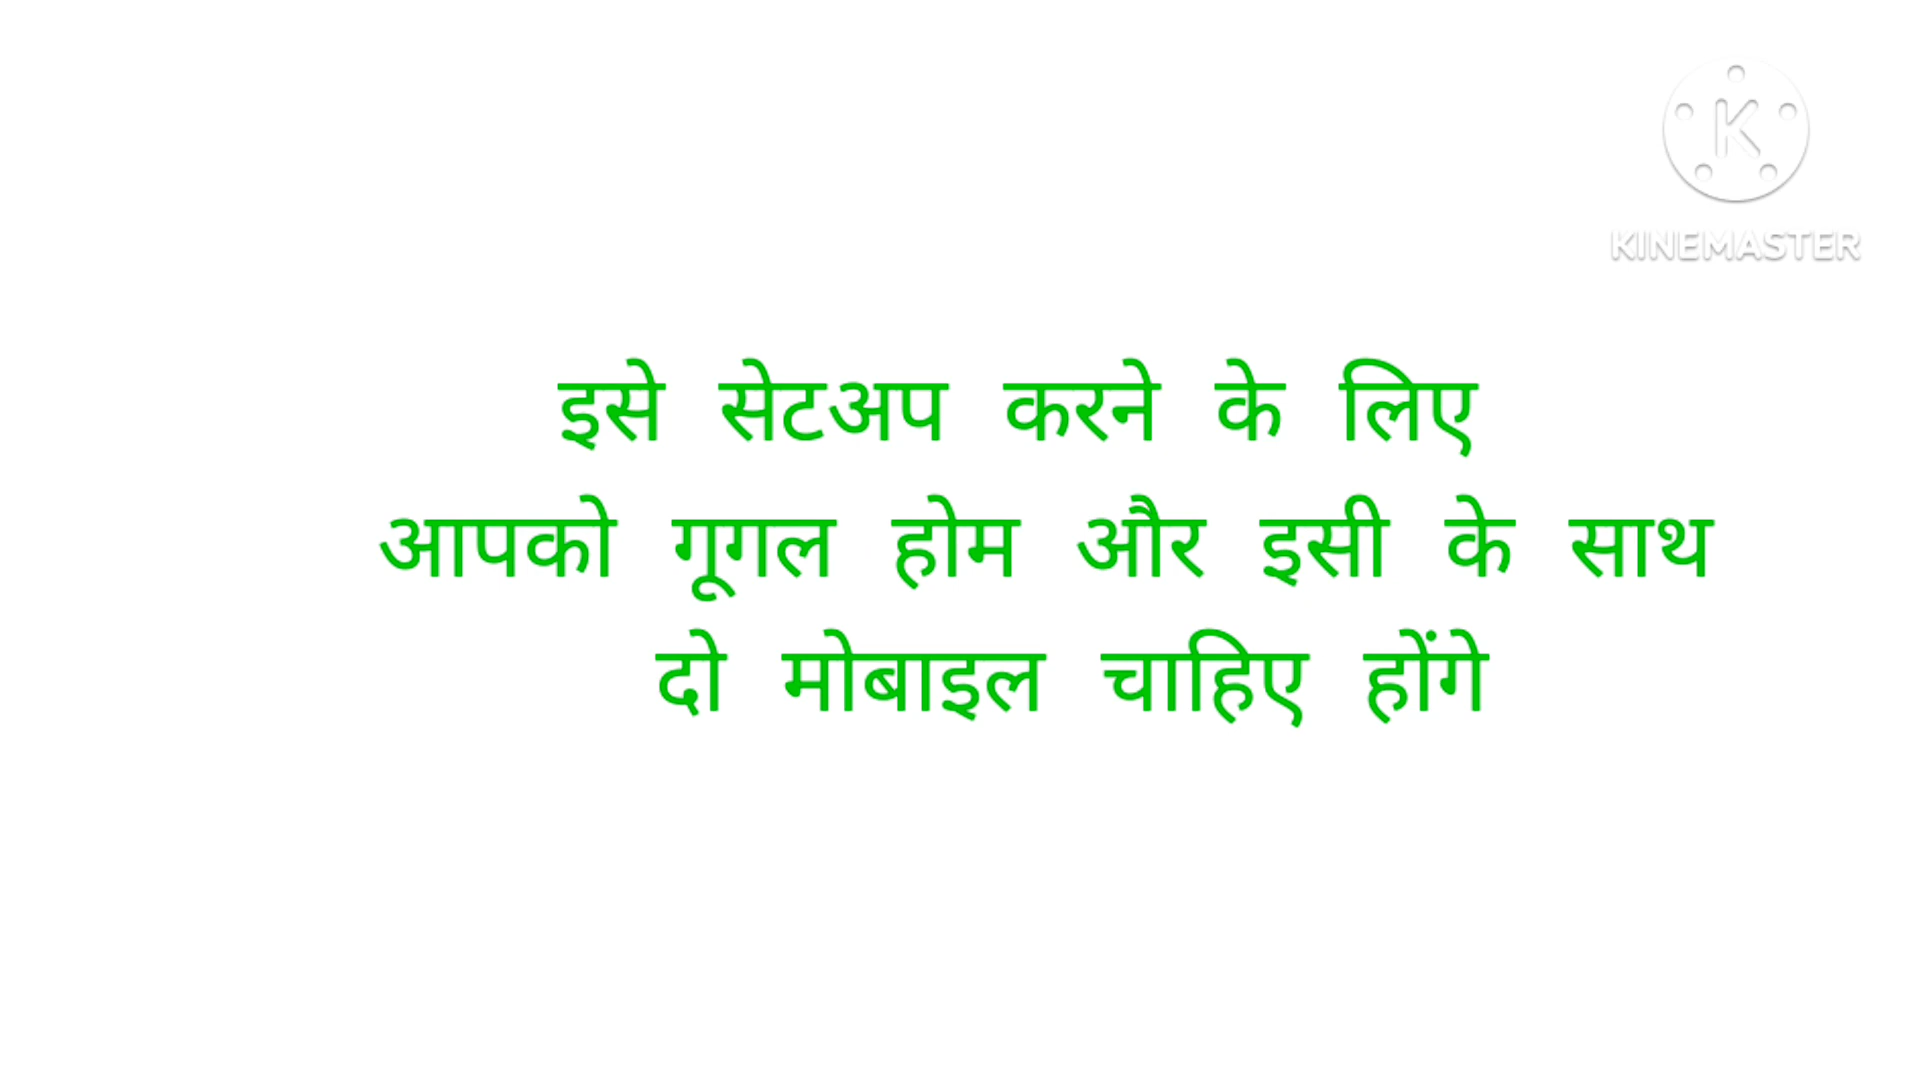 K
KINEMASTER
इसे सेटअप करने के लिए
आपको गूगल होम और इसी के साथ
दो मोबाइल चाहिए होंगे